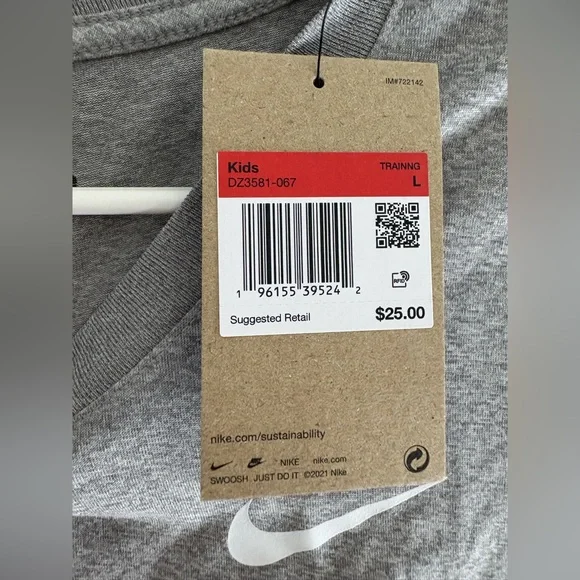 IM#722142
Kids TRAINNG
DZ3581-067 L
1 96155 39524 2
Suggested Retail $25.00
nike.com/sustainability
NIKE nike.com
SWOOSH JUST DO IT ©2021 Nike